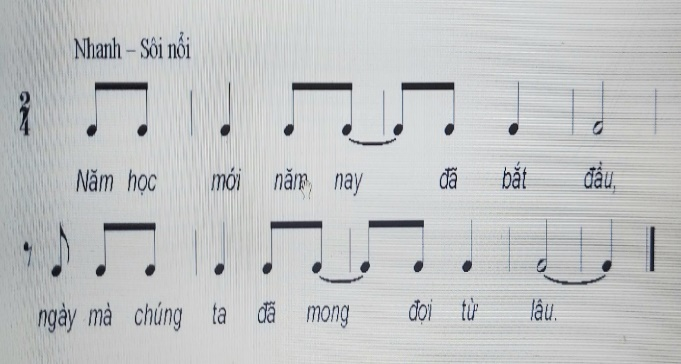 Nhanh – Sôi nổi
2
4
Năm học mới năm nay đã bắt đầu,
ngày mà chúng ta đã mong đợi từ lâu.